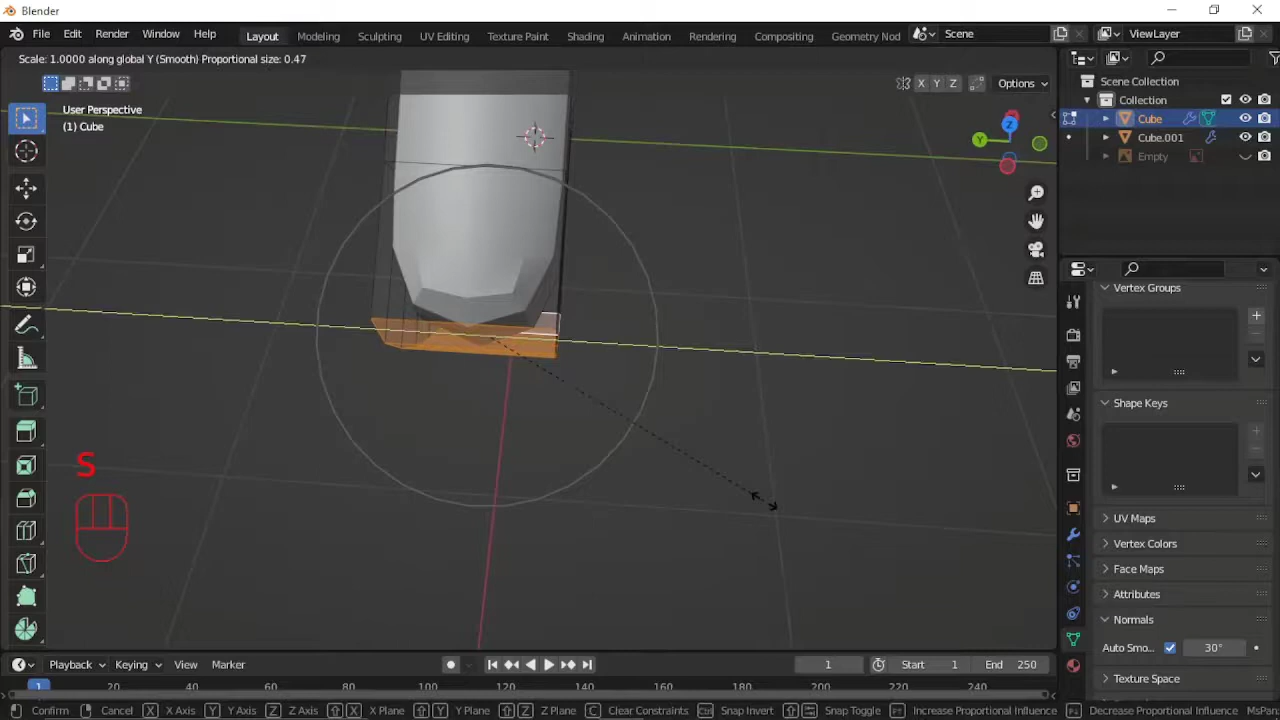 Blender
File Edit Render Window Help Layout Modeling Sculpting UV Editing Texture Paint Shading Animation Rendering Compositing Geometry Nod Scene ViewLayer
Scale: 1.0000 along global Y (Smooth) Proportional size: 0.47
X Y Z Options
User Perspective
(1) Cube
Scene Collection
Collection
Cube
Cube.001
Empty
Z
Y
Vertex Groups
Shape Keys
UV Maps
Vertex Colors
Face Maps
Attributes
Normals
Auto Smo... 30°
Texture Space
S
Playback Keying View Marker 1 Start 1 End 250
1 20 40 60 80 100 120 140 160 180 200 220 240
Confirm Cancel X X Axis Y Y Axis Z Z Axis X X Plane Y Y Plane Z Z Plane C Clear Constraints Snap Invert Snap Toggle Increase Proportional Influence Decrease Proportional Influence MsPan